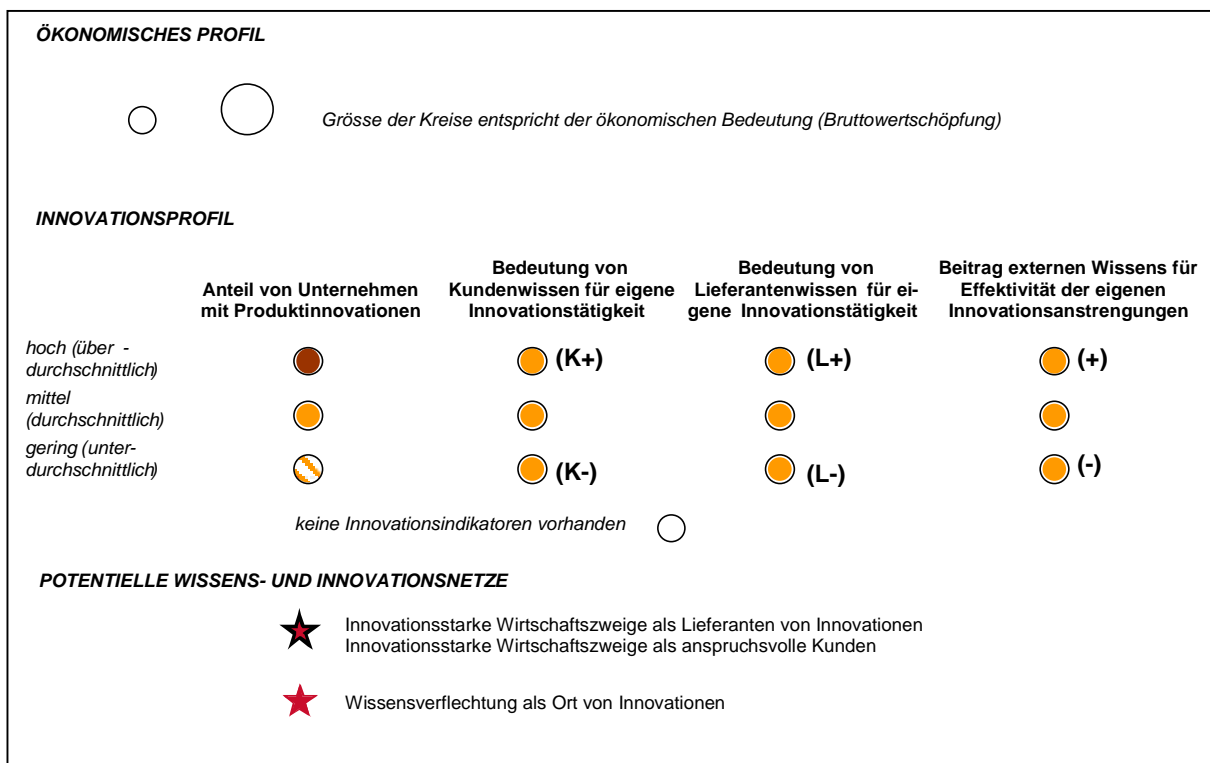 ÖKONOMISCHES PROFIL
Grösse der Kreise entspricht der ökonomischen Bedeutung (Bruttowertschöpfung)
INNOVATIONSPROFIL
Anteil von Unternehmen
mit Produktinnovationen
Bedeutung von
Kundenwissen für eigene
Innovationstätigkeit
Bedeutung von
Lieferantenwissen für ei-
gene Innovationstätigkeit
Beitrag externen Wissens für
Effektivität der eigenen
Innovationsanstrengungen
hoch (über -
durchschnittlich)
(K+)
(L+)
(+)
mittel
(durchschnittlich)
gering (unter-
durchschnittlich)
(K-)
(L-)
(-)
keine Innovationsindikatoren vorhanden
POTENTIELLE WISSENS- UND INNOVATIONSNETZE
Innovationsstarke Wirtschaftszweige als Lieferanten von Innovationen
Innovationsstarke Wirtschaftszweige als anspruchsvolle Kunden
Wissensverflechtung als Ort von Innovationen